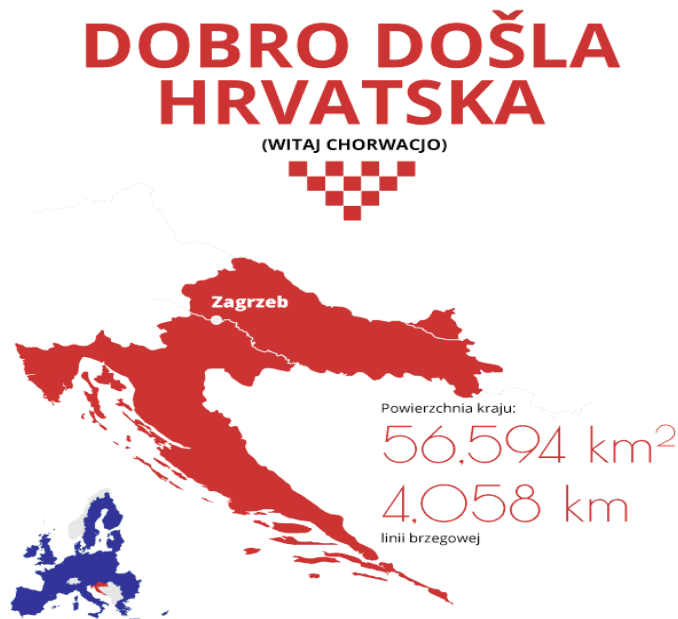 DOBRO DOŠLA
HRVATSKA
(WITAJ CHORWACJO)
Zagrzeb
Powierzchnia kraju:
56,594 km²
4,058 km
linii brzegowej